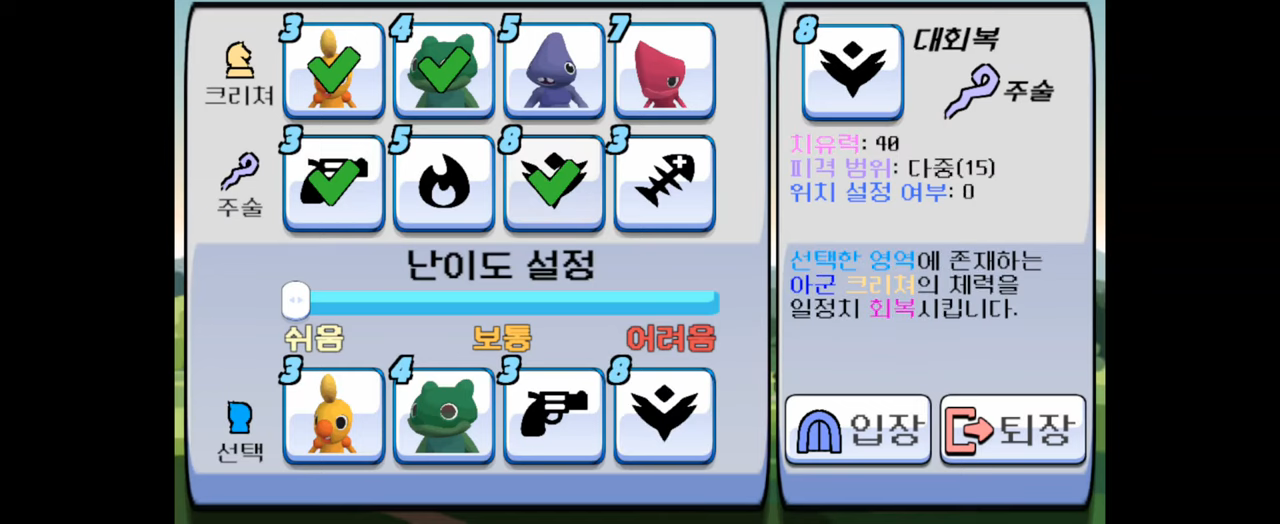 3 4 5 7
크리쳐
3 5 8 3
주술
난이도 설정
쉬움 보통 어려움
3 4 3 8
선택
8
대회복
주술
치유력: 40
피격 범위: 다중(15)
위치 설정 여부: 0
선택한 영역에 존재하는
아군 크리쳐의 체력을
일정치 회복시킵니다.
입장 퇴장